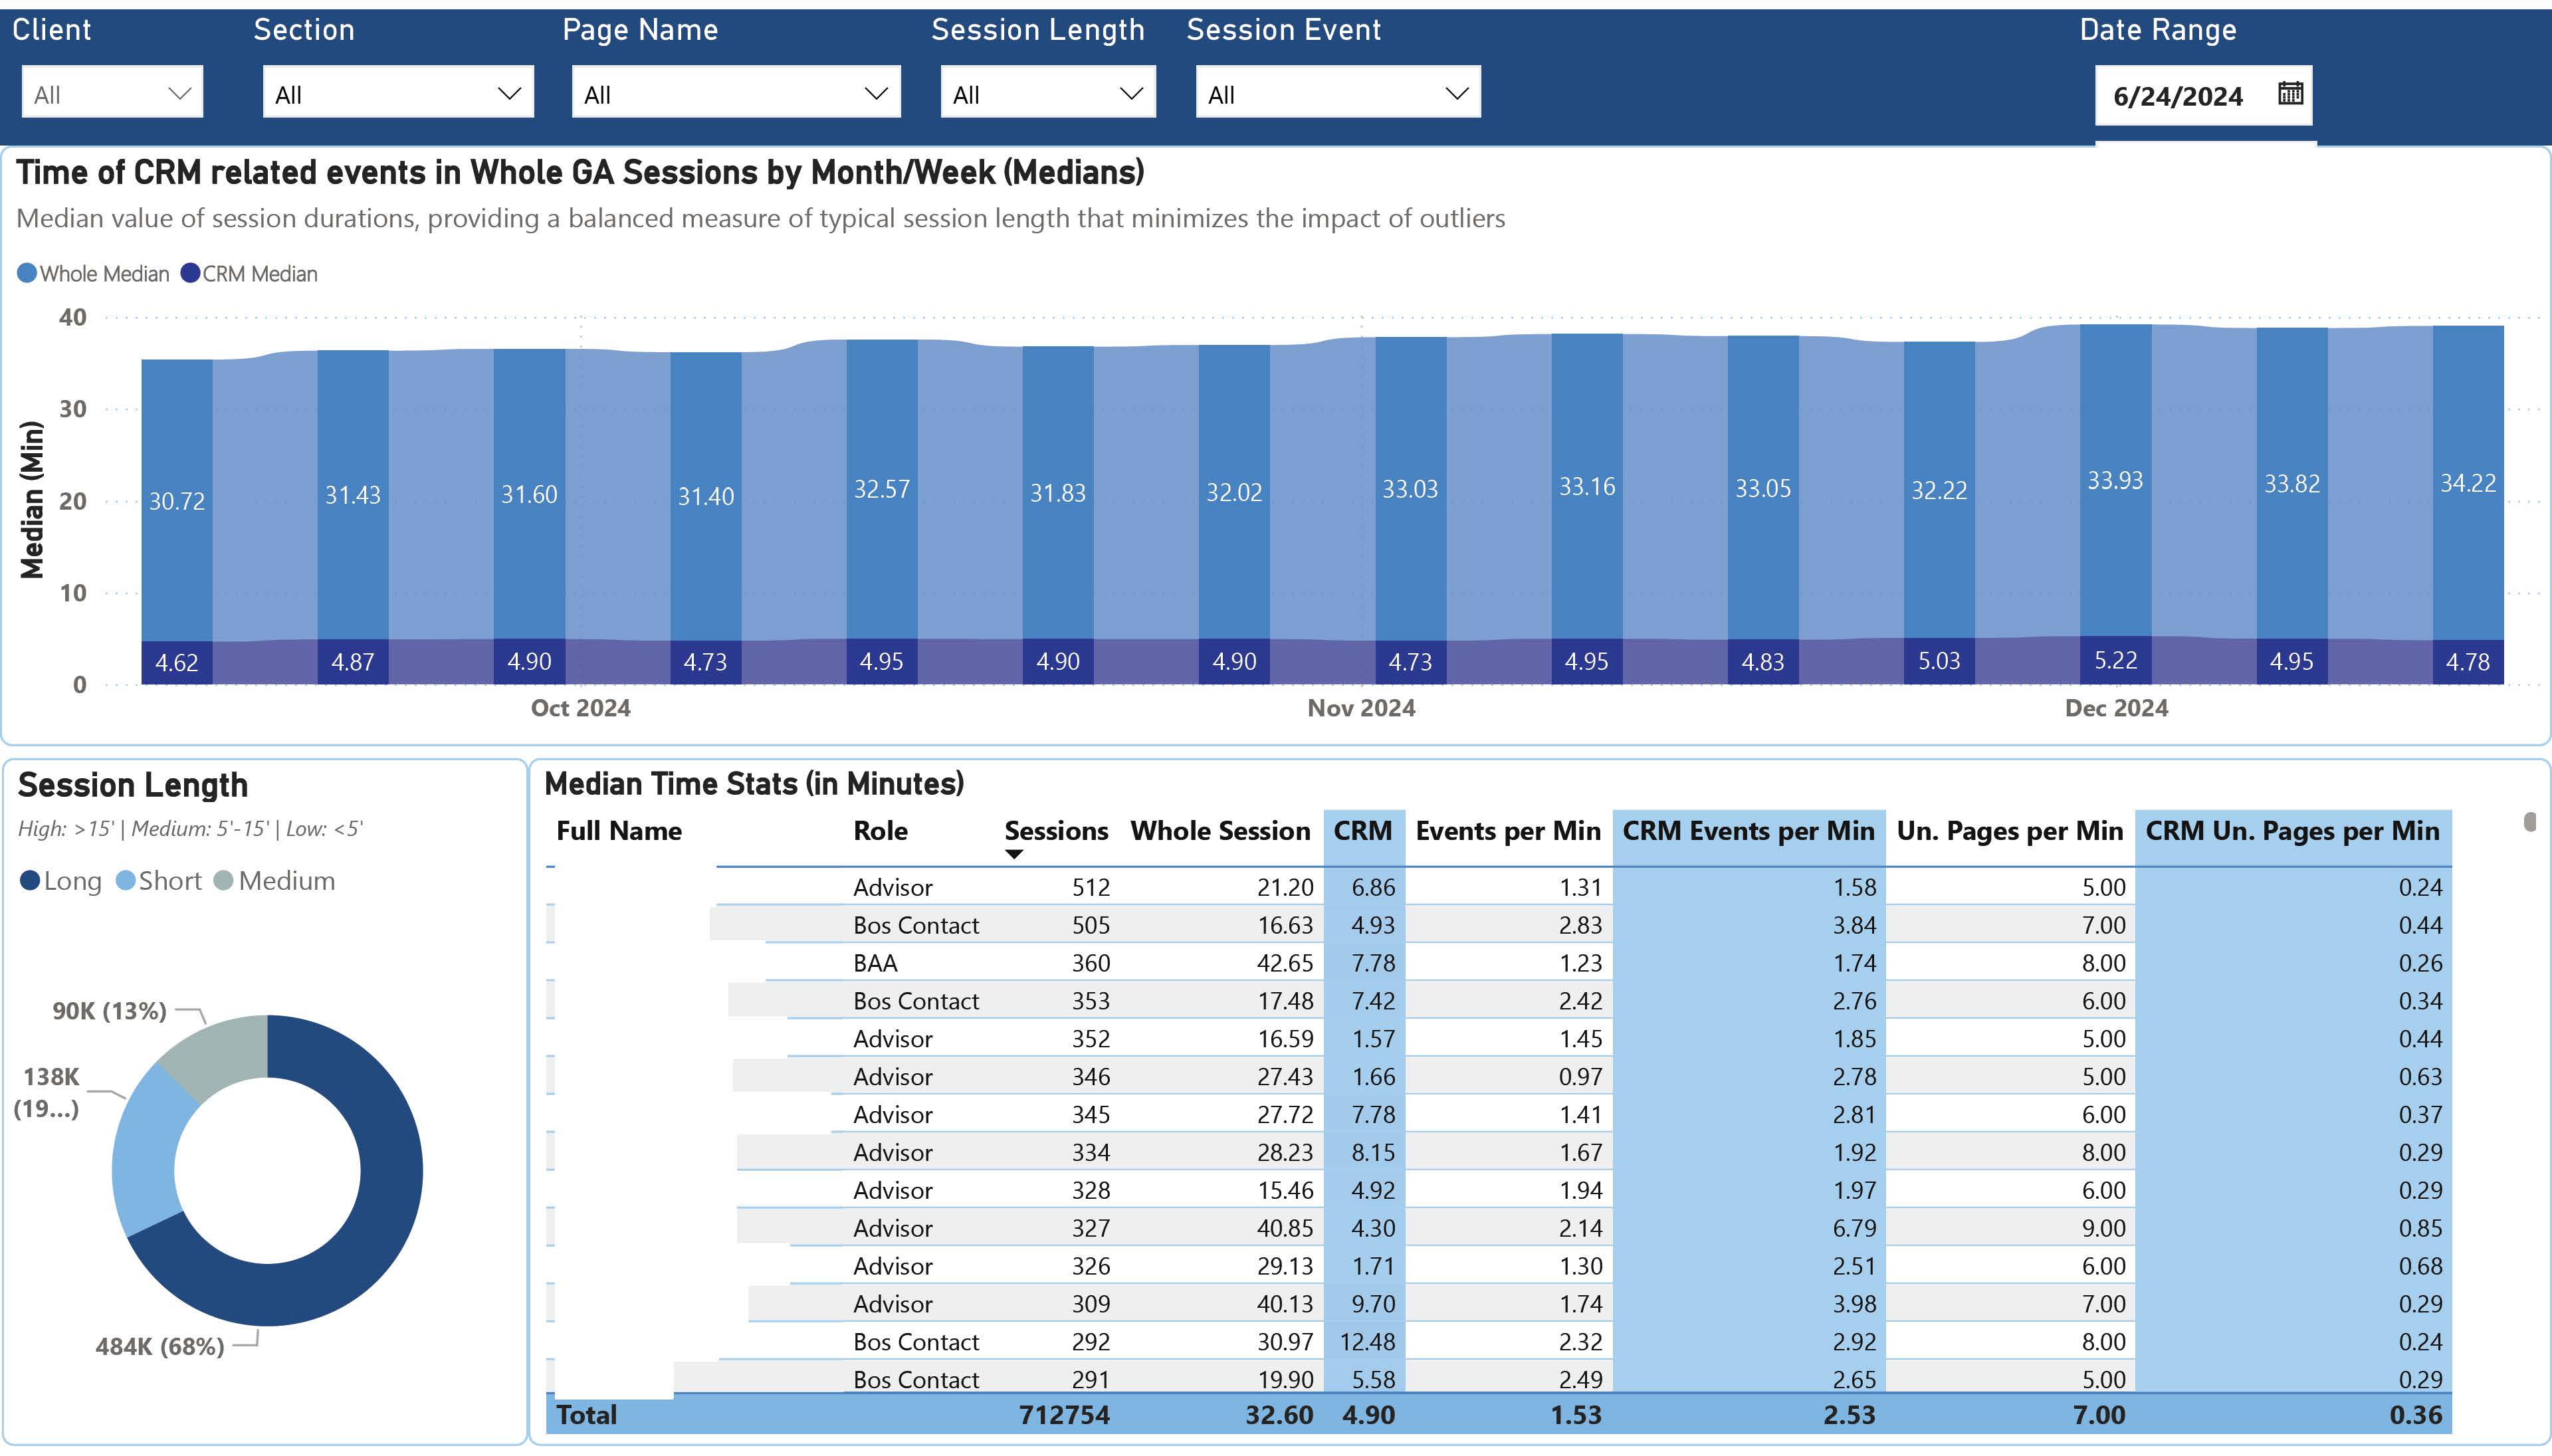 Client Section Page Name Session Length Session Event Date Range
All All All All All 6/24/2024
Time of CRM related events in Whole GA Sessions by Month/Week (Medians)
Median value of session durations, providing a balanced measure of typical session length that minimizes the impact of outliers
Whole Median CRM Median
40
30
20
10
0
Median (Min)
30.72 31.43 31.60 31.40 32.57 31.83 32.02 33.03 33.16 33.05 32.22 33.93 33.82 34.22
4.62 4.87 4.90 4.73 4.95 4.90 4.90 4.73 4.95 4.83 5.03 5.22 4.95 4.78
Oct 2024 Nov 2024 Dec 2024
Session Length
High: >15' | Medium: 5'-15' | Low: <5'
Long Short Medium
90K (13%)
138K
(19...)
484K (68%)
Median Time Stats (in Minutes)
Full Name Role Sessions Whole Session CRM Events per Min CRM Events per Min Un. Pages per Min CRM Un. Pages per Min
Advisor 512 21.20 6.86 1.31 1.58 5.00 0.24
Bos Contact 505 16.63 4.93 2.83 3.84 7.00 0.44
BAA 360 42.65 7.78 1.23 1.74 8.00 0.26
Bos Contact 353 17.48 7.42 2.42 2.76 6.00 0.34
Advisor 352 16.59 1.57 1.45 1.85 5.00 0.44
Advisor 346 27.43 1.66 0.97 2.78 5.00 0.63
Advisor 345 27.72 7.78 1.41 2.81 6.00 0.37
Advisor 334 28.23 8.15 1.67 1.92 8.00 0.29
Advisor 328 15.46 4.92 1.94 1.97 6.00 0.29
Advisor 327 40.85 4.30 2.14 6.79 9.00 0.85
Advisor 326 29.13 1.71 1.30 2.51 6.00 0.68
Advisor 309 40.13 9.70 1.74 3.98 7.00 0.29
Bos Contact 292 30.97 12.48 2.32 2.92 8.00 0.24
Bos Contact 291 19.90 5.58 2.49 2.65 5.00 0.29
Total 712754 32.60 4.90 1.53 2.53 7.00 0.36